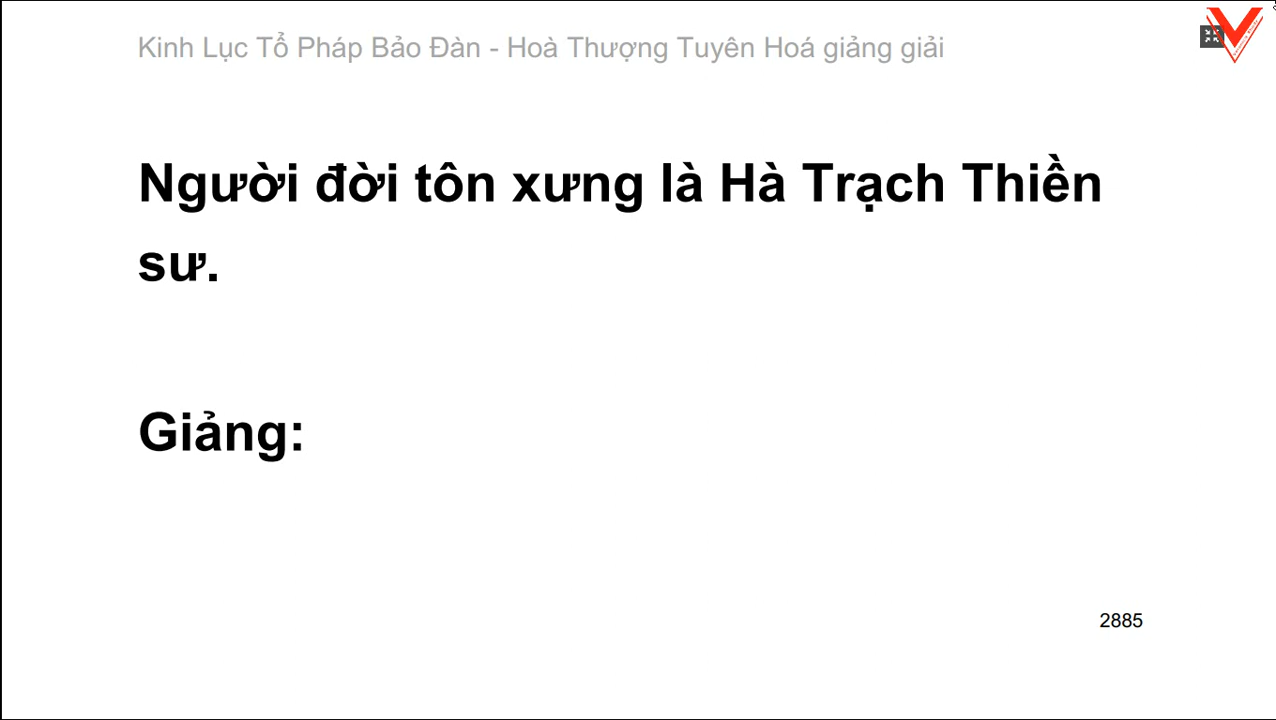 Kinh Lục Tổ Pháp Bảo Đàn - Hoà Thượng Tuyên Hoá giảng giải
Người đời tôn xưng là Hà Trạch Thiền
sư.
Giảng:
2885